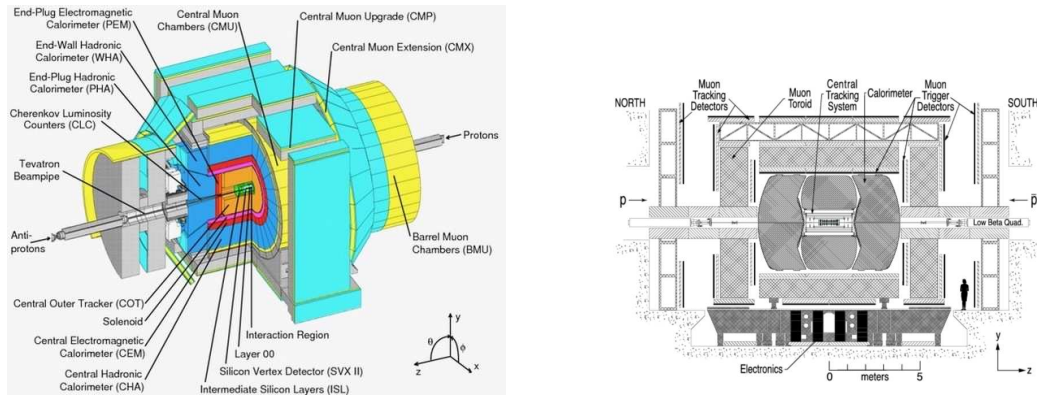 End-Plug Electromagnetic
Calorimeter (PEM)
Central Muon
Chambers (CMU)
Central Muon Upgrade (CMP)
End-Wall Hadronic
Calorimeter (WHA)
Central Muon Extension (CMX)
End-Plug Hadronic
Calorimeter (PHA)
Cherenkov Luminosity
Counters (CLC)
Tevatron
Beampipe
Protons
Anti-
protons
Barrel Muon
Chambers (BMU)
Central Outer Tracker (COT)
Solenoid
Central Electromagnetic
Calorimeter (CEM)
Central Hadronic
Calorimeter (CHA)
Interaction Region
Layer 00
Silicon Vertex Detector (SVX II)
Intermediate Silicon Layers (ISL)
y
θ
ϕ
z
x
NORTH
Muon
Tracking
Detectors
Muon
Toroid
Central
Tracking
System
Calorimeter
Muon
Trigger
Detectors
SOUTH
p
p̄
Low Beta Quad.
Electronics
0 meters 5
y
z